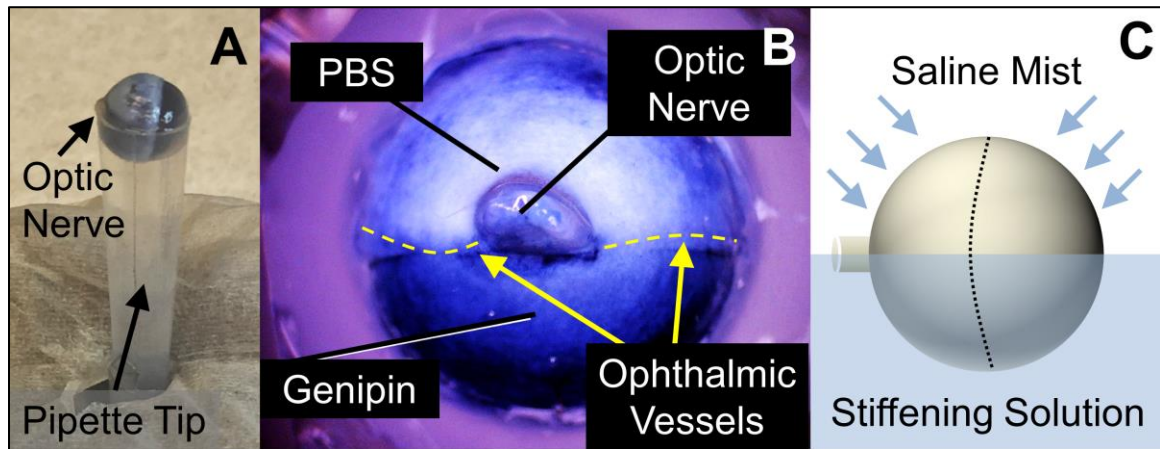 A
Optic
Nerve
Pipette Tip
B
PBS
Optic
Nerve
Genipin
Ophthalmic
Vessels
C
Saline Mist
Stiffening Solution